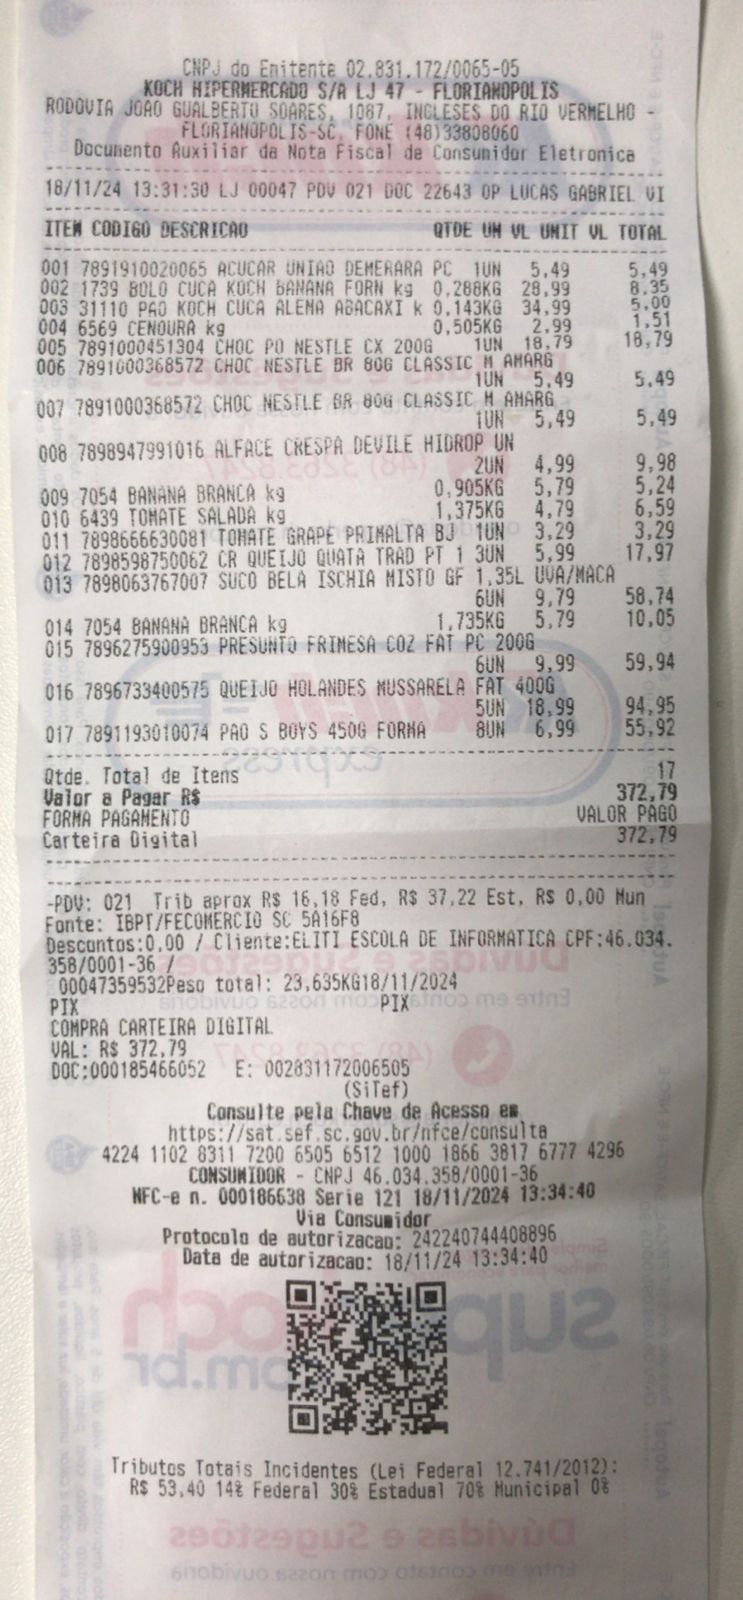 CNPJ do Emitente 02.831.172/0065-05
KOCH HIPERMERCADO S/A LJ 47 - FLORIANOPOLIS
RODOVIA JOAO GUALBERTO SOARES, 1087, INGLESES DO RIO VERMELHO -
FLORIANOPOLIS-SC, FONE (48)33808060
Documento Auxiliar da Nota Fiscal de Consumidor Eletronica
18/11/24 13:31:30 LJ 00047 PDV 021 DOC 22643 OP LUCAS GABRIEL VI
ITEM CODIGO DESCRICAO QTDE UN VL UNIT VL TOTAL
001 7891910020065 ACUCAR UNIAO DEMERARA PC 1UN 5,49 5,49
002 1739 BOLO CUCA KOCH BANANA FORN kg 0,288KG 28,99 8,35
003 31110 PAO KOCH CUCA ALEMA ABACAXI k 0,143KG 34,99 5,00
004 6569 CENOURA kg 0,505KG 2,99 1,51
005 7891000451304 CHOC PO NESTLE CX 200G 1UN 18,79 18,79
006 7891000368572 CHOC NESTLE BR 80G CLASSIC M AMARG
1UN 5,49 5,49
007 7891000368572 CHOC NESTLE BR 80G CLASSIC M AMARG
1UN 5,49 5,49
008 7898947991016 ALFACE CRESPA DEVILE HIDROP UN
2UN 4,99 9,98
009 7054 BANANA BRANCA kg 0,905KG 5,79 5,24
010 6439 TOMATE SALADA kg 1,375KG 4,79 6,59
011 7898666630081 TOMATE GRAPE PRIMALTA BJ 1UN 3,29 3,29
012 7898598750062 CR QUEIJO QUATA TRAD PT 1 3UN 5,99 17,97
013 7898063767007 SUCO BELA ISCHIA MISTO GF 1.35L UVA/MACA
6UN 9,79 58,74
014 7054 BANANA BRANCA kg 1,735KG 5,79 10,05
015 7896275900953 PRESUNTO FRIMESA COZ FAT PC 200G
6UN 9,99 59,94
016 7896733400575 QUEIJO HOLANDES MUSSARELA FAT 400G
5UN 18,99 94,95
017 7891193010074 PAO S BOYS 450G FORMA 8UN 6,99 55,92
Qtde. Total de Itens 17
Valor a Pagar R$ 372,79
FORMA PAGAMENTO VALOR PAGO
Carteira Digital 372,79
-PDV: 021 Trib aprox R$ 16,18 Fed, R$ 37,22 Est, R$ 0,00 Mun
Fonte: IBPT/FECOMERCIO SC 5A16F8
Descontos:0,00 / Cliente:ELITI ESCOLA DE INFORMATICA CPF:46.034.
358/0001-36 /
00047359532Peso total: 23,635KG18/11/2024
PIX PIX
COMPRA CARTEIRA DIGITAL
VAL: R$ 372,79
DOC:000185466052 E: 002831172006505
(SiTef)
Consulte pela Chave de Acesso em
https://sat.sef.sc.gov.br/nfce/consulta
4224 1102 8311 7200 6505 6512 1000 1866 3817 6777 4296
CONSUMIDOR - CNPJ 46.034.358/0001-36
NFC-e n. 000186638 Serie 121 18/11/2024 13:34:40
Via Consumidor
Protocolo de autorizacao: 242240744408896
Data de autorizacao: 18/11/24 13:34:40
Tributos Totais Incidentes (Lei Federal 12.741/2012):
R$ 53,40 14% Federal 30% Estadual 70% Municipal 0%